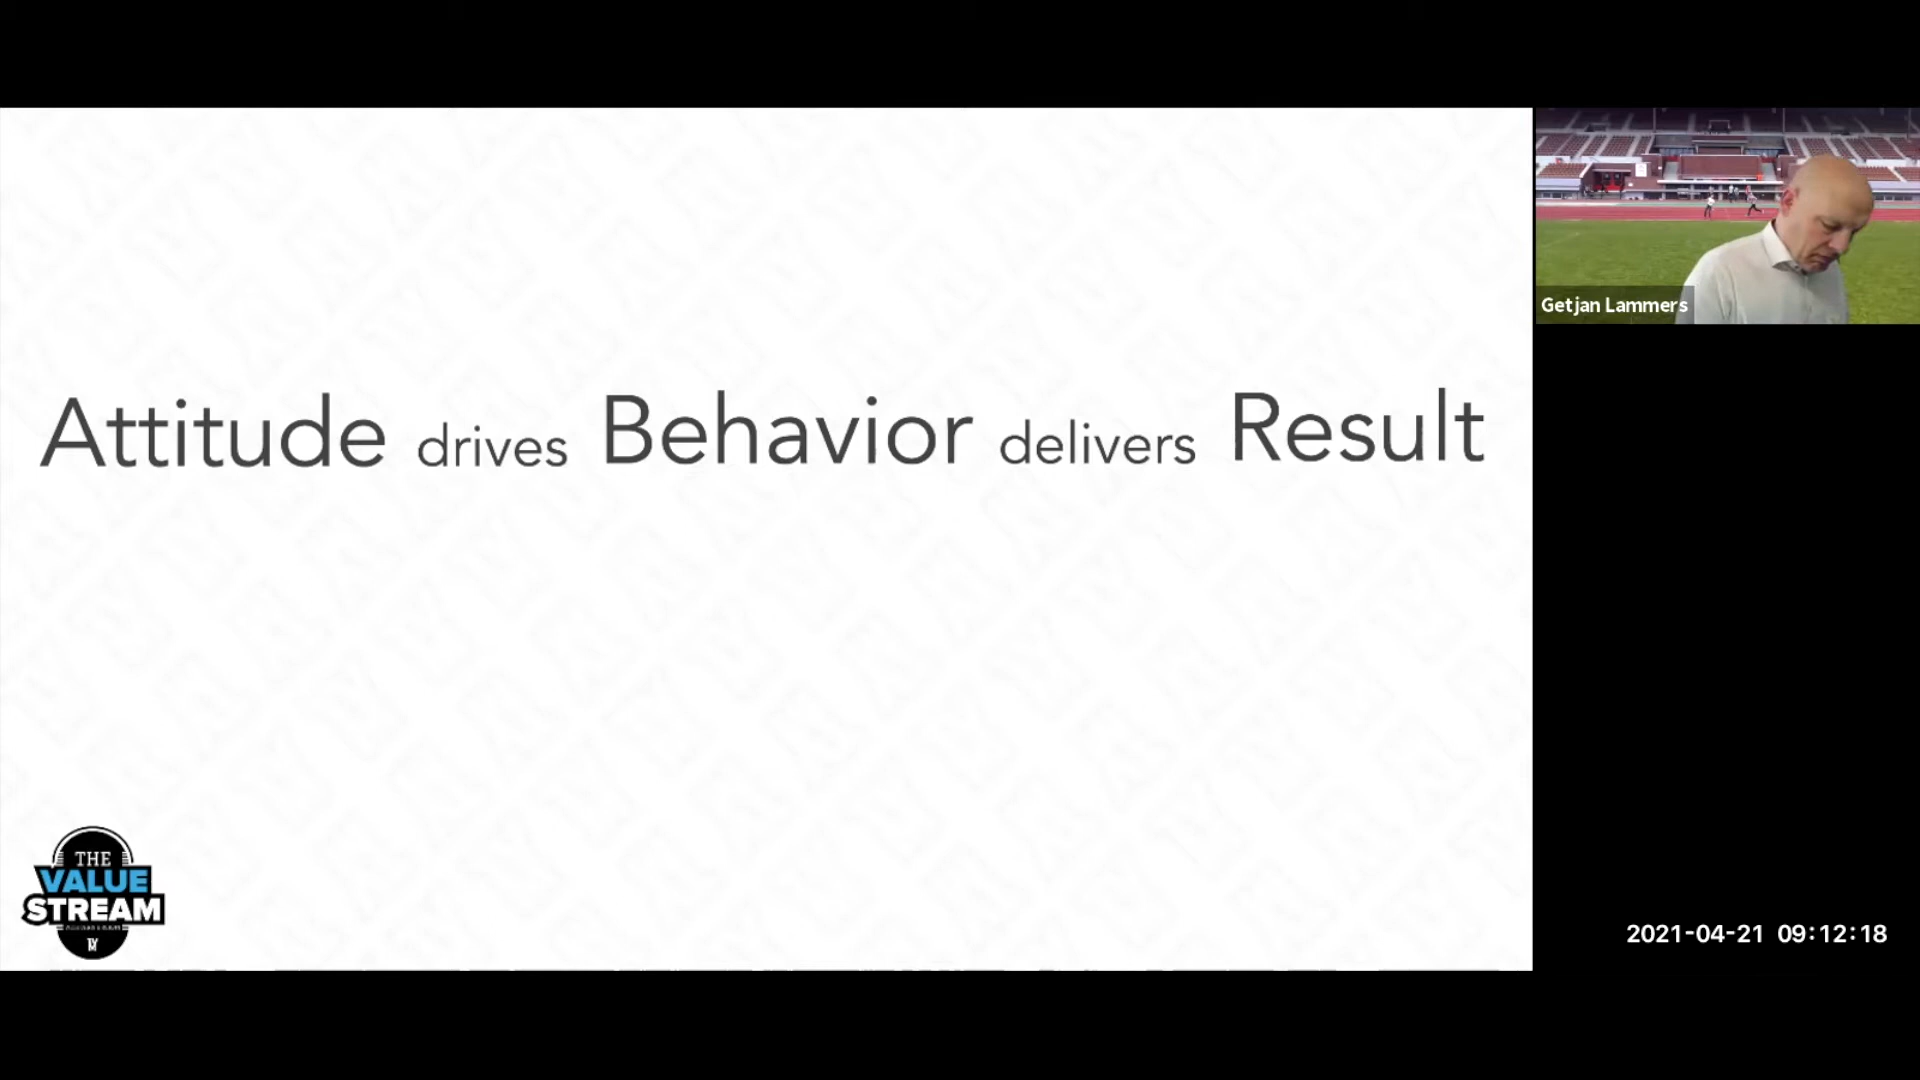 Attitude drives Behavior delivers Result
Getjan Lammers
THE
VALUE
STREAM
2021-04-21 09:12:18